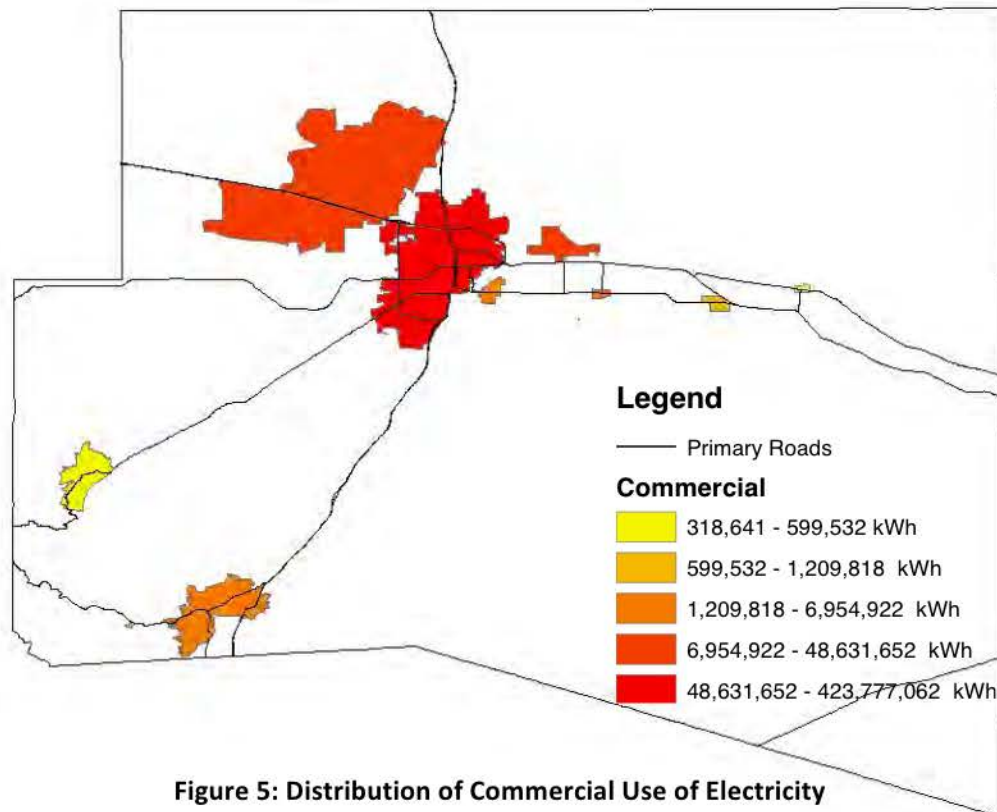 Legend
Primary Roads
Commercial
318,641 - 599,532 kWh
599,532 - 1,209,818 kWh
1,209,818 - 6,954,922 kWh
6,954,922 - 48,631,652 kWh
48,631,652 - 423,777,062 kWh
Figure 5: Distribution of Commercial Use of Electricity